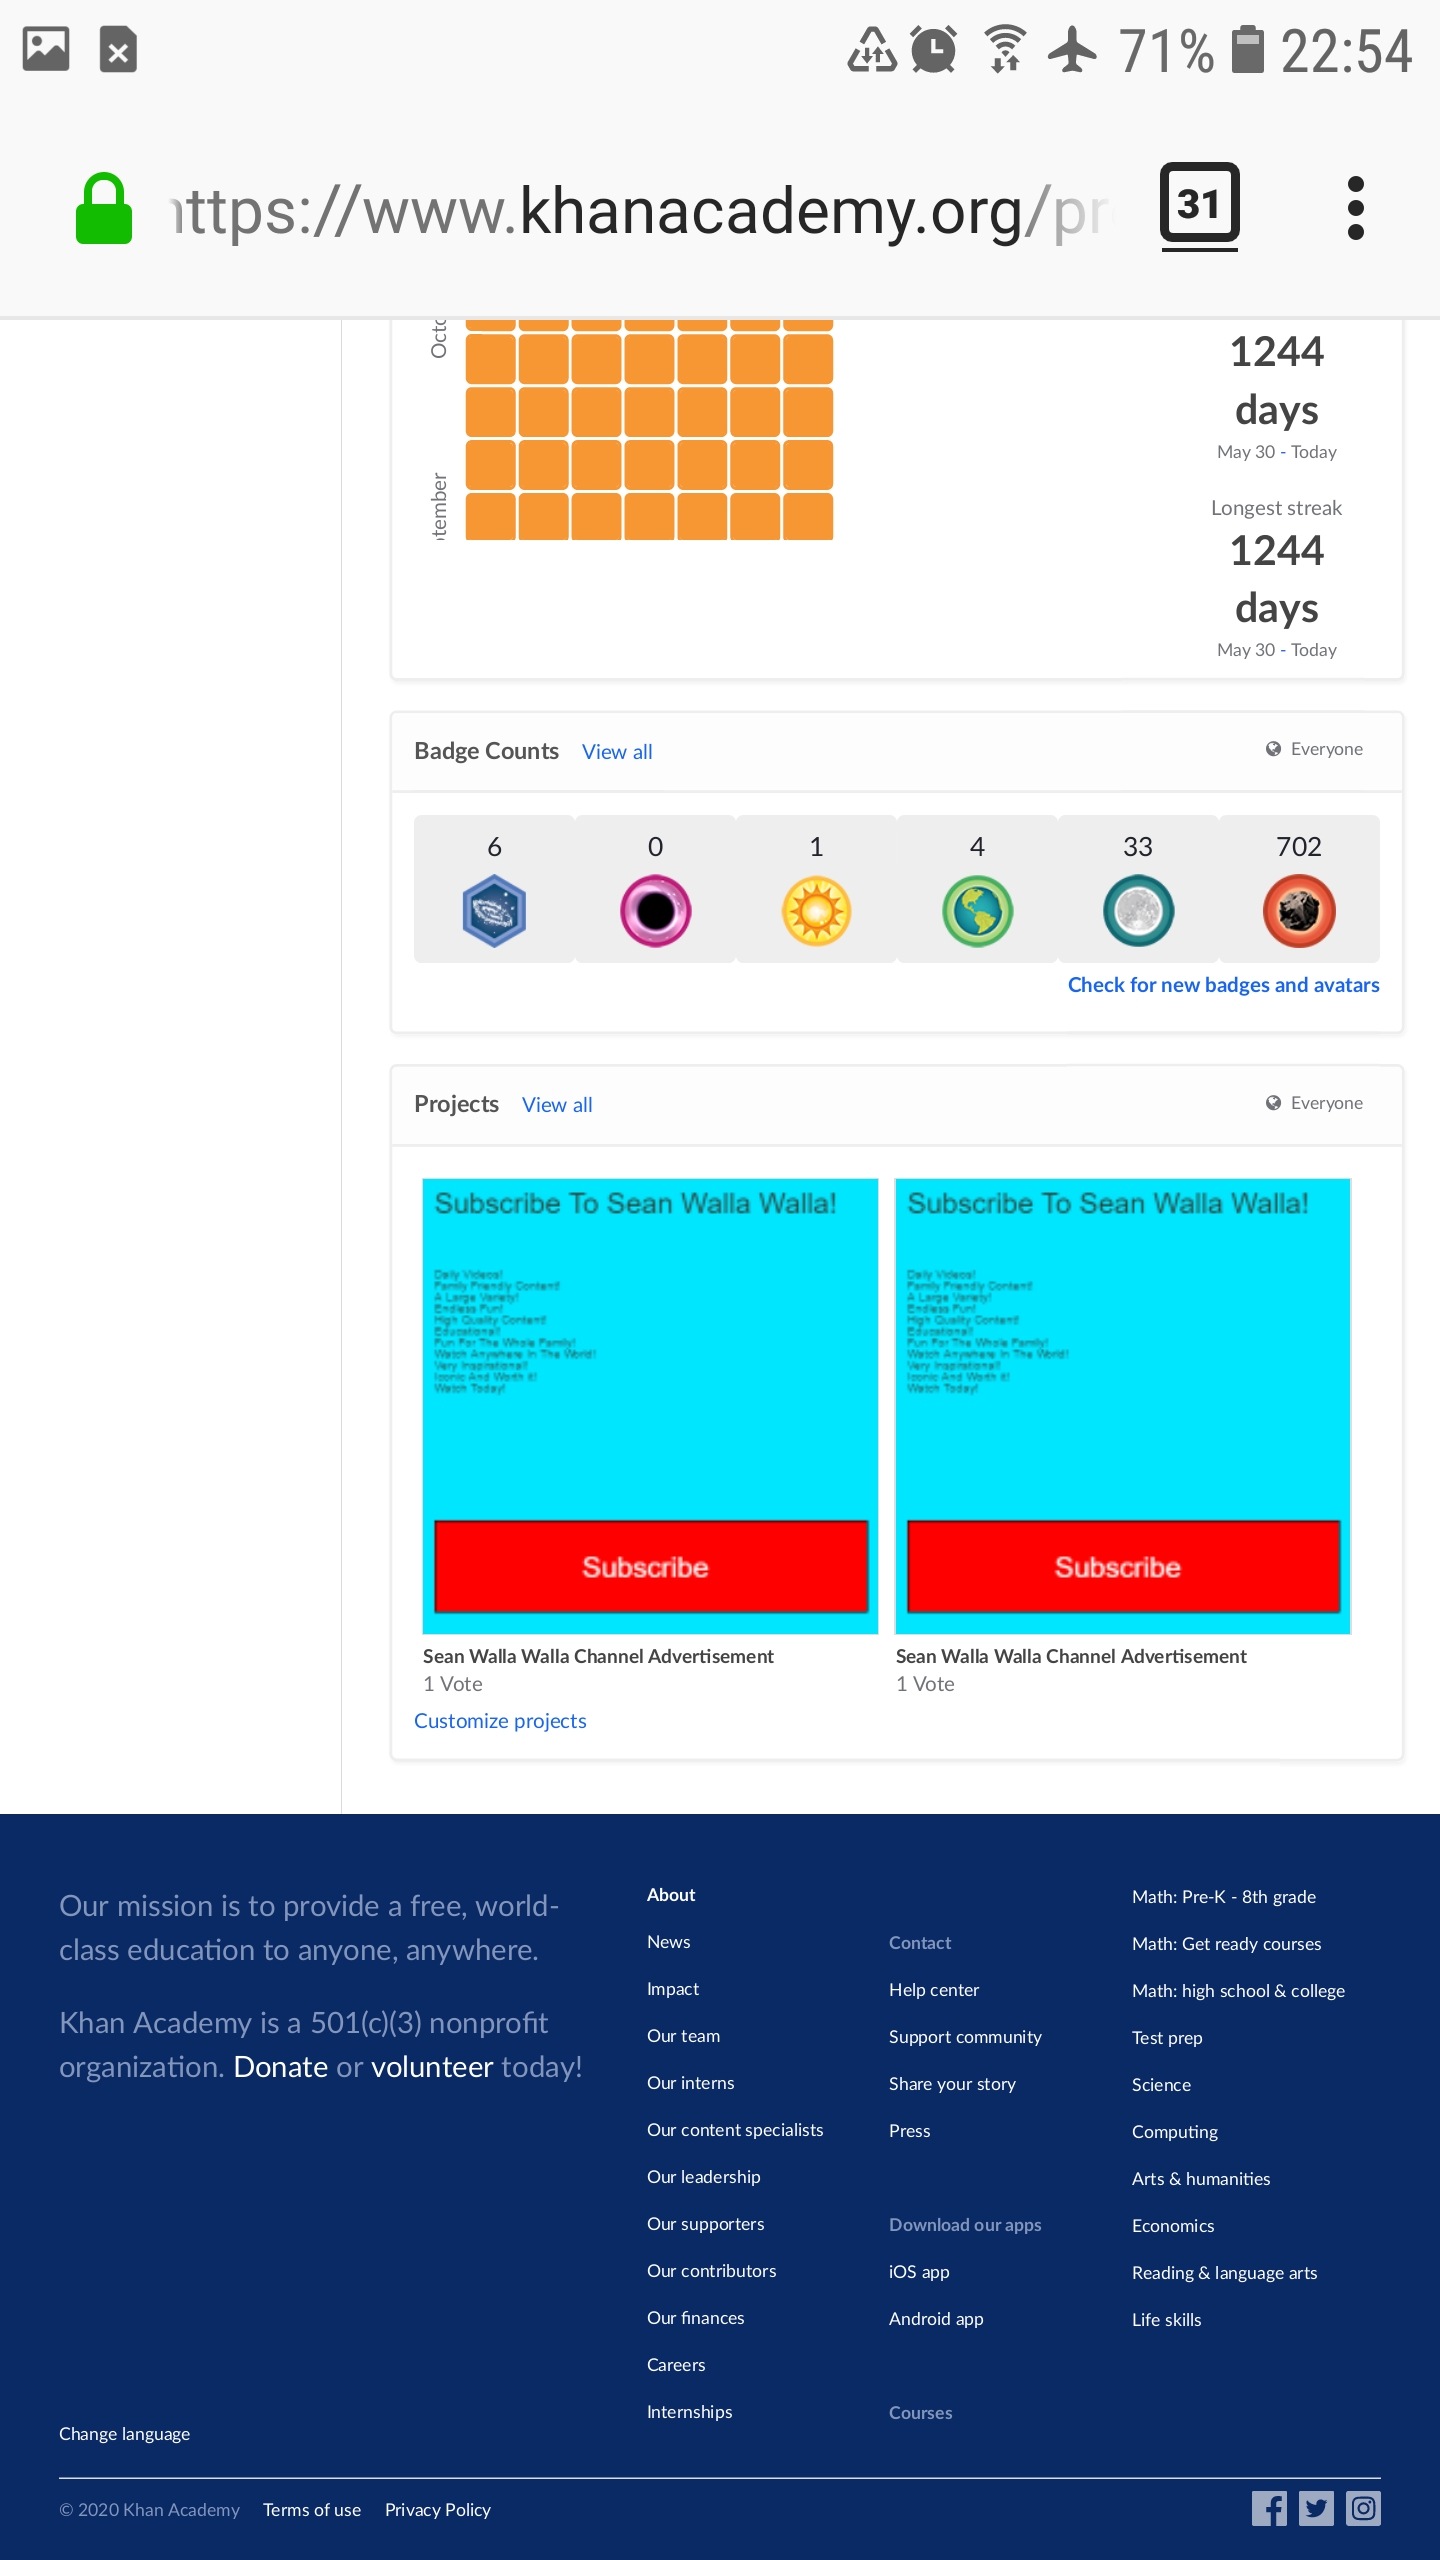 71% 22:54
https://www.khanacademy.org/pr
31
Octo
1244
days
May 30 - Today
tember
Longest streak
1244
days
May 30 - Today
Badge Counts View all Everyone
6 0 1 4 33 702
Check for new badges and avatars
Projects View all Everyone
Subscribe To Sean Walla Walla!
Daily Videos!
Family Friendly Content!
A Large Variety!
Endless Fun!
High Quality Content!
Educational!
Fun For The Whole Family!
Watch Anywhere In The World!
Very Inspirational!
Iconic And Worth It!
Watch Today!
Subscribe
Sean Walla Walla Channel Advertisement
1 Vote
Subscribe To Sean Walla Walla!
Daily Videos!
Family Friendly Content!
A Large Variety!
Endless Fun!
High Quality Content!
Educational!
Fun For The Whole Family!
Watch Anywhere In The World!
Very Inspirational!
Iconic And Worth It!
Watch Today!
Subscribe
Sean Walla Walla Channel Advertisement
1 Vote
Customize projects
Our mission is to provide a free, world-
class education to anyone, anywhere.
Khan Academy is a 501(c)(3) nonprofit
organization. Donate or volunteer today!
Change language
About
News
Impact
Our team
Our interns
Our content specialists
Our leadership
Our supporters
Our contributors
Our finances
Careers
Internships
Contact
Help center
Support community
Share your story
Press
Download our apps
iOS app
Android app
Courses
Math: Pre-K - 8th grade
Math: Get ready courses
Math: high school & college
Test prep
Science
Computing
Arts & humanities
Economics
Reading & language arts
Life skills
© 2020 Khan Academy Terms of use Privacy Policy